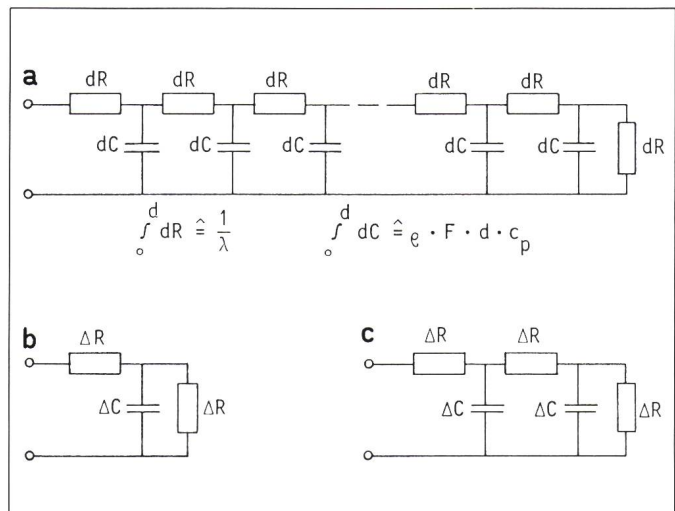 a
dR dR dR dR dR
dC dC dC dC dC dR
∫₀ᵈ dR ≙ 1/λ ∫₀ᵈ dC ≙ ϱ · F · d · cₚ
b
ΔR
ΔC ΔR
c
ΔR ΔR
ΔC ΔC ΔR